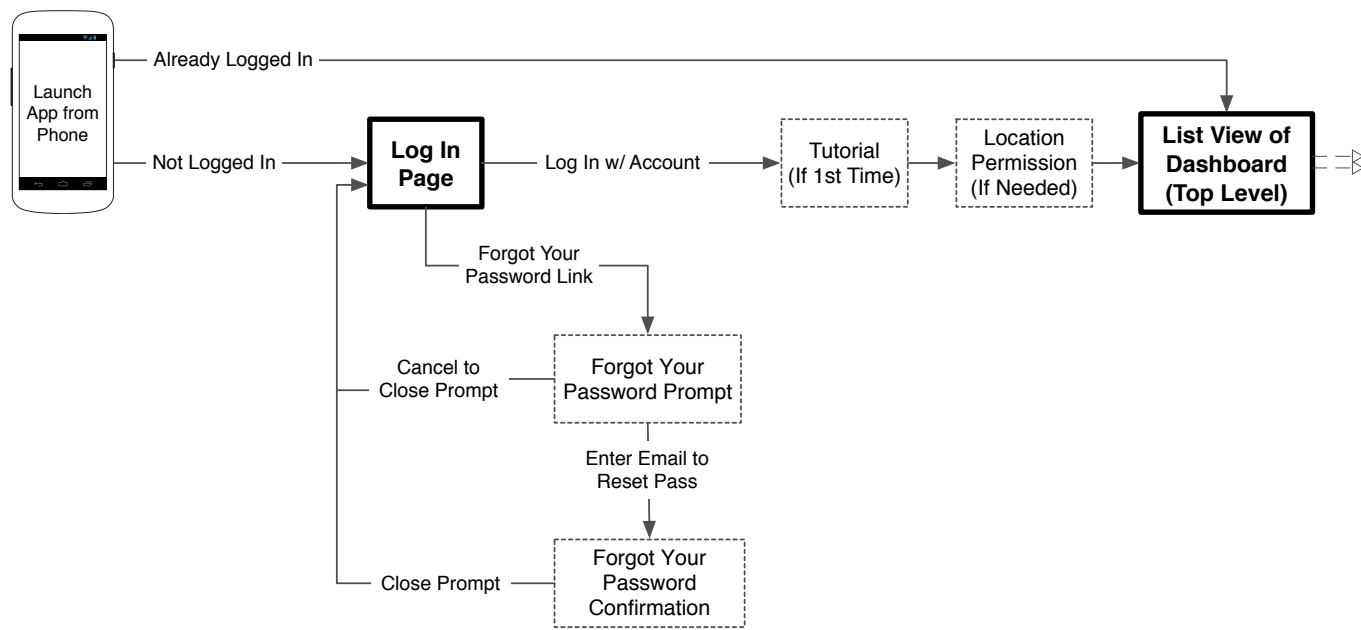 Launch
App from
Phone
Already Logged In
Not Logged In
Log In
Page
Log In w/ Account
Tutorial
(If 1st Time)
Location
Permission
(If Needed)
List View of
Dashboard
(Top Level)
Forgot Your
Password Link
Cancel to
Close Prompt
Forgot Your
Password Prompt
Enter Email to
Reset Pass
Close Prompt
Forgot Your
Password
Confirmation